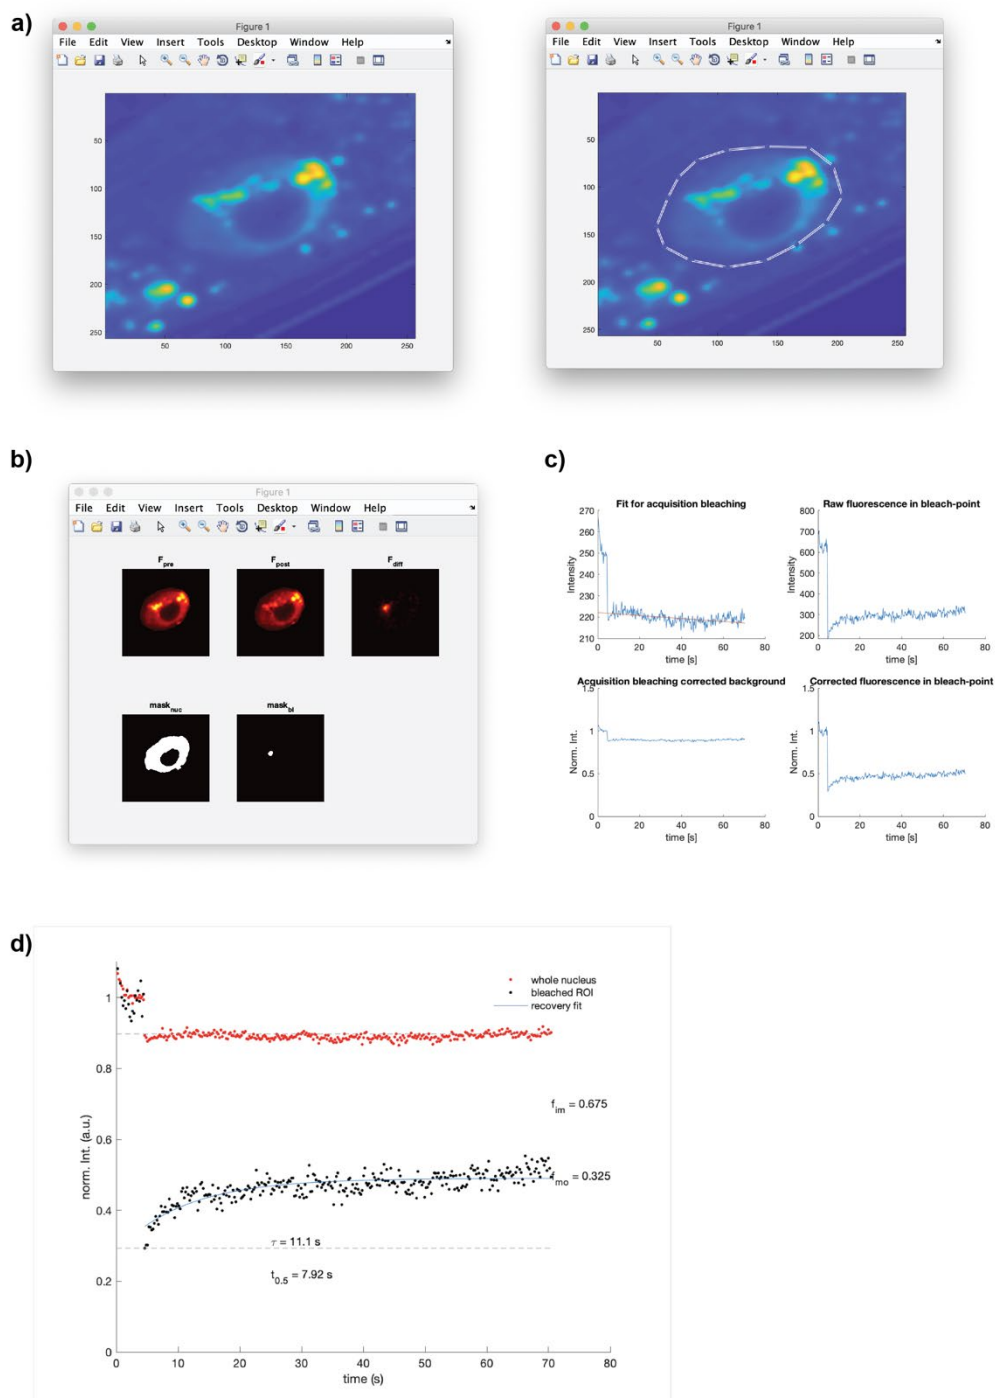 a)
Figure 1
File Edit View Insert Tools Desktop Window Help
50
100
150
200
250
50 100 150 200 250
Figure 1
File Edit View Insert Tools Desktop Window Help
50
100
150
200
250
50 100 150 200 250
b)
Figure 1
File Edit View Insert Tools Desktop Window Help
F_pre F_post F_diff
mask_nuc mask_bl
c)
Fit for acquisition bleaching
270
260
250
240
230
220
210
Intensity
0 20 40 60 80
time [s]
Raw fluorescence in bleach-point
800
700
600
500
400
300
200
Intensity
0 20 40 60 80
time [s]
Acquisition bleaching corrected background
1.5
1
0.5
0
Norm. Int.
0 20 40 60 80
time [s]
Corrected fluorescence in bleach-point
1.5
1
0.5
0
Norm. Int.
0 20 40 60 80
time [s]
d)
whole nucleus
bleached ROI
recovery fit
1
0.8
0.6
0.4
0.2
0
norm. Int. (a.u.)
f_im = 0.675
f_mo = 0.325
τ = 11.1 s
t_0.5 = 7.92 s
0 10 20 30 40 50 60 70 80
time (s)